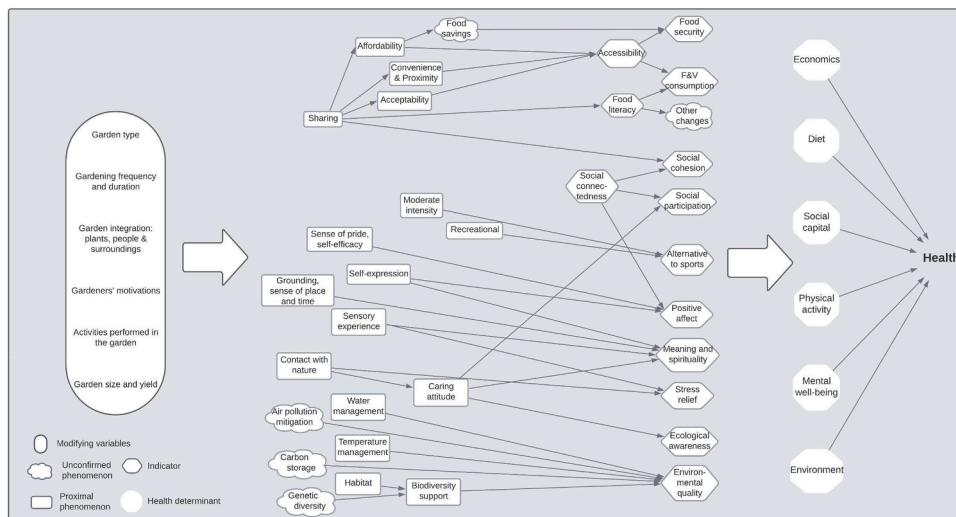 Garden type
Gardening frequency
and duration
Garden integration:
plants, people &
surroundings
Gardeners' motivations
Activities performed in
the garden
Garden size and yield
Modifying variables
Unconfirmed
phenomenon
Indicator
Proximal
phenomenon
Health determinant
Food
savings
Affordability
Convenience
& Proximity
Acceptability
Sharing
Accessibility
Food
literacy
Food
security
F&V
consumption
Other
changes
Social
cohesion
Social
connec-
tedness
Social
participation
Moderate
intensity
Recreational
Alternative
to sports
Sense of pride,
self-efficacy
Self-expression
Grounding,
sense of place
and time
Sensory
experience
Positive
affect
Meaning and
spirituality
Contact with
nature
Caring
attitude
Stress
relief
Water
management
Air pollution
mitigation
Ecological
awareness
Temperature
management
Carbon
storage
Habitat
Genetic
diversity
Biodiversity
support
Environ-
mental
quality
Economics
Diet
Social
capital
Physical
activity
Mental
well-being
Environment
Health